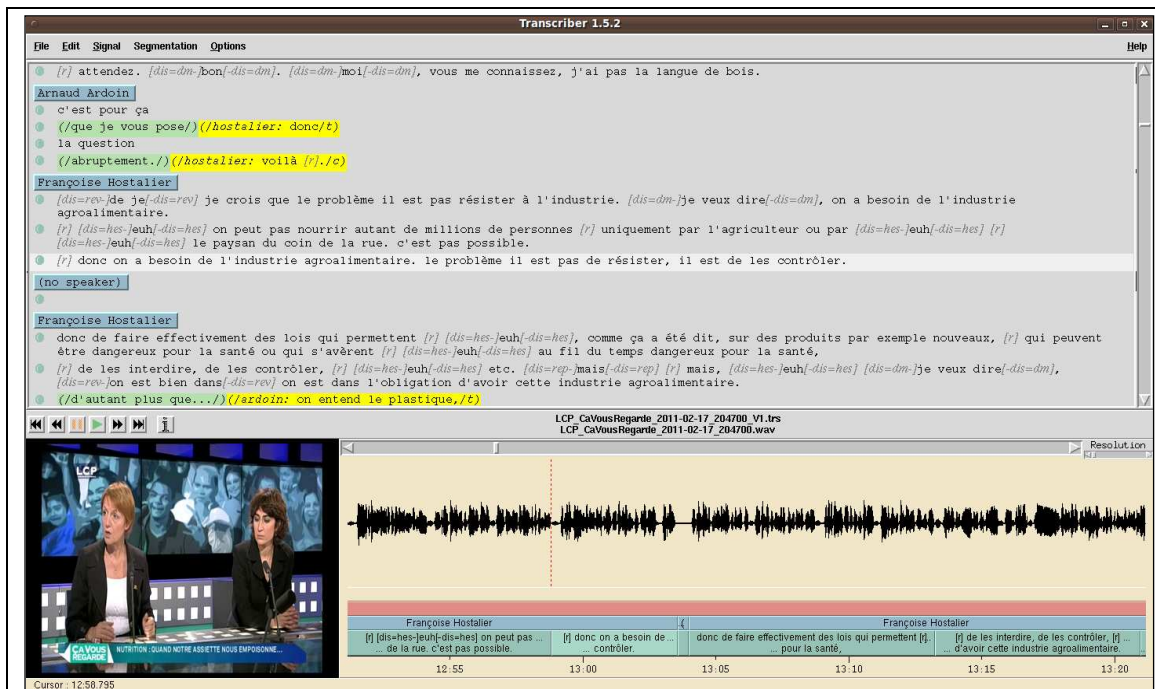 Transcriber 1.5.2
File Edit Signal Segmentation Options Help
[r] attendez. [dis=dm-]bon[-dis=dm]. [dis=dm-]moi[-dis=dm], vous me connaissez, j'ai pas la langue de bois.
Arnaud Ardoin
c'est pour ça
(/que je vous pose/)(/hostalier: donc/t)
la question
(/abruptement./)(/hostalier: voilà [r]./c)
Françoise Hostalier
[dis=rev-]de je[-dis=rev] je crois que le problème il est pas résister à l'industrie. [dis=dm-]je veux dire[-dis=dm], on a besoin de l'industrie
agroalimentaire.
[r] [dis=hes-]euh[-dis=hes] on peut pas nourrir autant de millions de personnes [r] uniquement par l'agriculteur ou par [dis=hes-]euh[-dis=hes] [r]
[dis=hes-]euh[-dis=hes] le paysan du coin de la rue. c'est pas possible.
[r] donc on a besoin de l'industrie agroalimentaire. le problème il est pas de résister, il est de les contrôler.
(no speaker)
Françoise Hostalier
donc de faire effectivement des lois qui permettent [r] [dis=hes-]euh[-dis=hes], comme ça a été dit, sur des produits par exemple nouveaux, [r] qui peuvent
être dangereux pour la santé ou qui s'avèrent [r] [dis=hes-]euh[-dis=hes] au fil du temps dangereux pour la santé,
[r] de les interdire, de les contrôler, [r] [dis=hes-]euh[-dis=hes] etc. [dis=rep-]mais[-dis=rep] [r] mais, [dis=hes-]euh[-dis=hes] [dis=dm-]je veux dire[-dis=dm],
[dis=rev-]on est bien dans[-dis=rev] on est dans l'obligation d'avoir cette industrie agroalimentaire.
(/d'autant plus que.../)(/ardoin: on entend le plastique,/t)
LCP_CaVousRegarde_2011-02-17_204700_V1.trs
LCP_CaVousRegarde_2011-02-17_204700.wav
Resolution
LCP
CA VOUS REGARDE
NUTRITION : QUAND NOTRE ASSIETTE NOUS EMPOISONNE...
Françoise Hostalier .( Françoise Hostalier
[r] [dis=hes-]euh[-dis=hes] on peut pas ... [r] donc on a besoin de ... donc de faire effectivement des lois qui permettent [r].. [r] de les interdire, de les contrôler, [r] ...
... de la rue. c'est pas possible. ... contrôler. ... pour la santé, ... d'avoir cette industrie agroalimentaire.
12:55 13:00 13:05 13:10 13:15 13:20
Cursor : 12:58.795